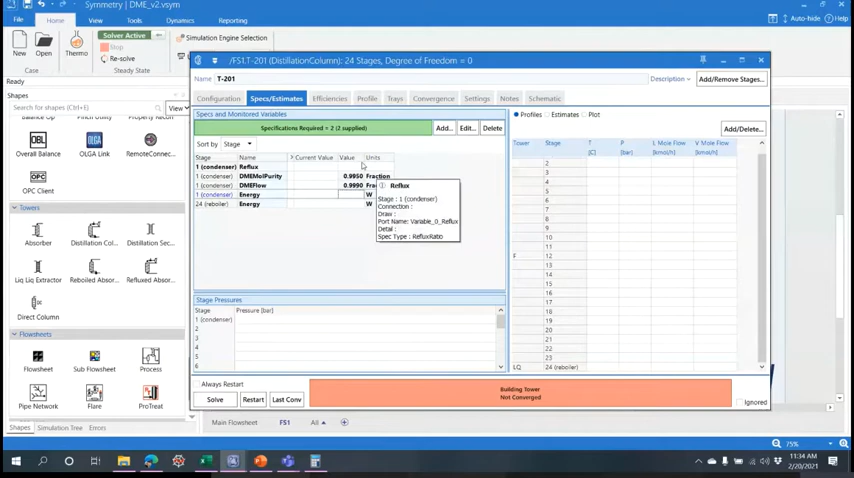 Symmetry | DME_v2.vsym
File
Home
Views
Tools
Dynamics
Reporting
Auto-hide
Help
New
Open
Thermo
Solver Active
Stop
Re-solve
Simulation Engine Selection
Case
Steady State
Ready
Shapes
Search for shapes (Ctrl+E)
View
Overall Balance
OLGA Link
RemoteConnec...
OPC Client
Towers
Absorber
Distillation Col...
Distillation Sec...
Liq Liq Extractor
Reboiled Absor...
Refluxed Absor...
Direct Column
Flowsheets
Flowsheet
Sub Flowsheet
Process
Pipe Network
Flare
ProTreat
Shapes
Simulation Tree
Errors
/FS1.T-201 (DistillationColumn): 24 Stages, Degree of Freedom = 0
Name T-201
Description
Add/Remove Stages...
Configuration
Specs/Estimates
Efficiencies
Profile
Trays
Convergence
Settings
Notes
Schematic
Specs and Monitored Variables
Specifications Required = 2 (2 supplied)
Add...
Edit...
Delete
Sort by Stage
Stage Name > Current Value Value Units
1 (condenser) Reflux
1 (condenser) DMEMolPurity 0.9950 Fraction
1 (condenser) DMEFlow 0.9990 Fra
1 (condenser) Energy W
24 (reboiler) Energy W
Reflux
Stage : 1 (condenser)
Connection :
Draw :
Port Name: Variable_0_Reflux
Detail :
Spec Type : RefluxRatio
Stage Pressures
Stage Pressure [bar]
1 (condenser)
2
3
4
5
6
Profiles
Estimates
Plot
Add/Delete...
Tower Stage T P L Mole Flow V Mole Flow
[C] [bar] [kmol/h] [kmol/h]
2
3
4
5
6
7
8
9
10
11
F 12
13
14
15
16
17
18
19
20
21
22
23
LQ 24 (reboiler)
Always Restart
Solve
Restart
Last Conv
Building Tower
Not Converged
Ignored
Main Flowsheet
FS1
All
75%
11:34 AM
2/20/2021